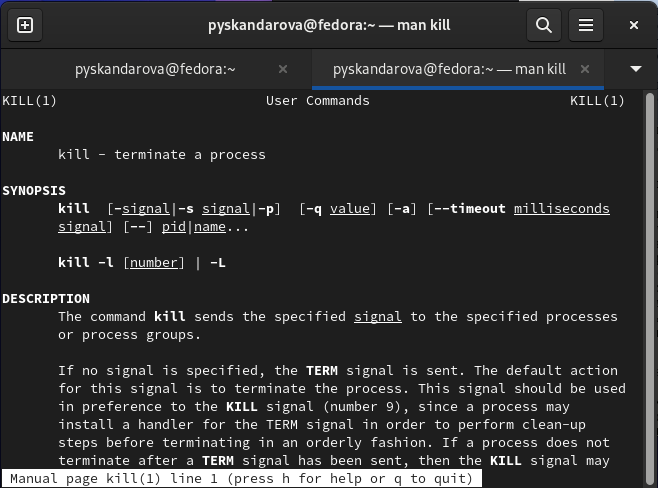 pyskandarova@fedora:~ — man kill
pyskandarova@fedora:~
pyskandarova@fedora:~ — man kill
KILL(1) User Commands KILL(1)
NAME
kill - terminate a process
SYNOPSIS
kill [-signal|-s signal|-p] [-q value] [-a] [--timeout milliseconds
signal] [--] pid|name...
kill -l [number] | -L
DESCRIPTION
The command kill sends the specified signal to the specified processes
or process groups.
If no signal is specified, the TERM signal is sent. The default action
for this signal is to terminate the process. This signal should be used
in preference to the KILL signal (number 9), since a process may
install a handler for the TERM signal in order to perform clean-up
steps before terminating in an orderly fashion. If a process does not
terminate after a TERM signal has been sent, then the KILL signal may
Manual page kill(1) line 1 (press h for help or q to quit)